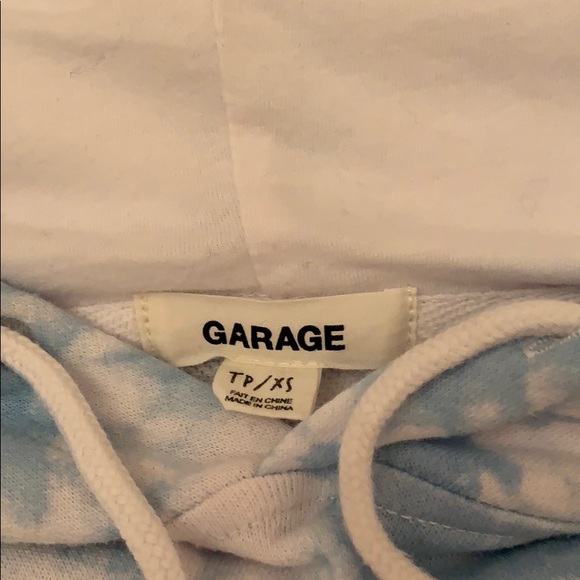 GARAGE
TP/XS
FAIT EN CHINE
MADE IN CHINA